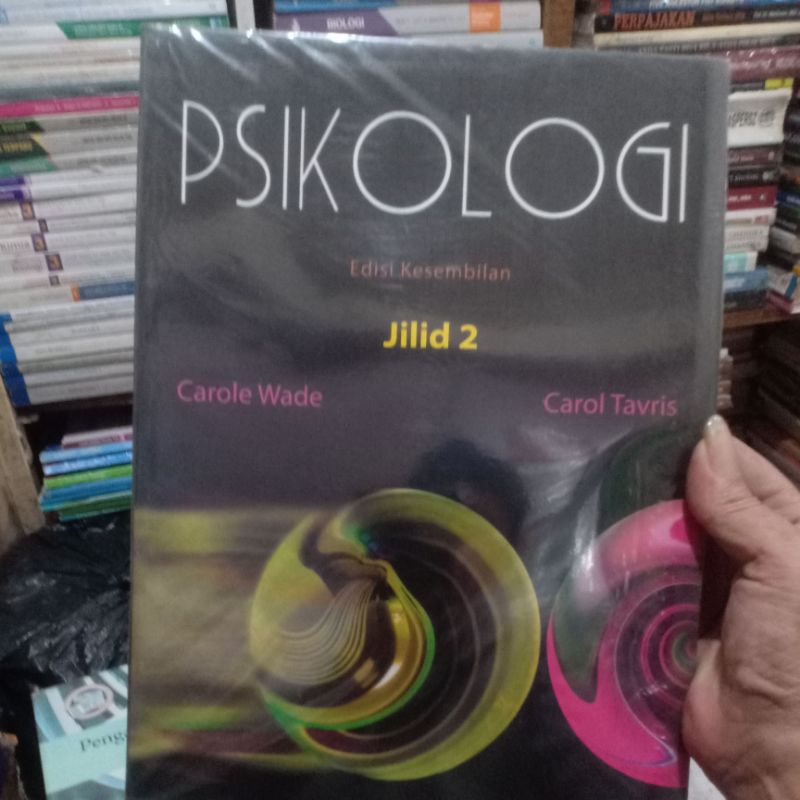 BIOLOGI
PERPAJAKAN
PSIKOLOGI
Edisi Kesembilan
Jilid 2
Carole Wade
Carol Tavris